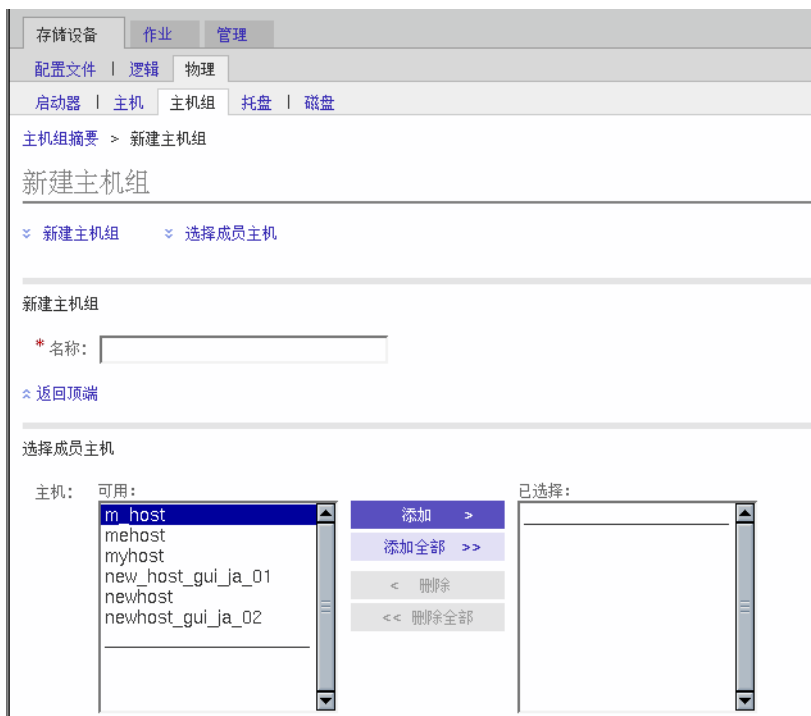 存储设备 作业 管理
配置文件 | 逻辑 物理
启动器 | 主机 主机组 托盘 | 磁盘
主机组摘要 > 新建主机组
新建主机组
新建主机组 选择成员主机
新建主机组
* 名称:
返回顶端
选择成员主机
主机: 可用: 已选择:
m_host
mehost
myhost
new_host_gui_ja_01
newhost
newhost_gui_ja_02
添加 >
添加全部 >>
< 删除
<< 删除全部